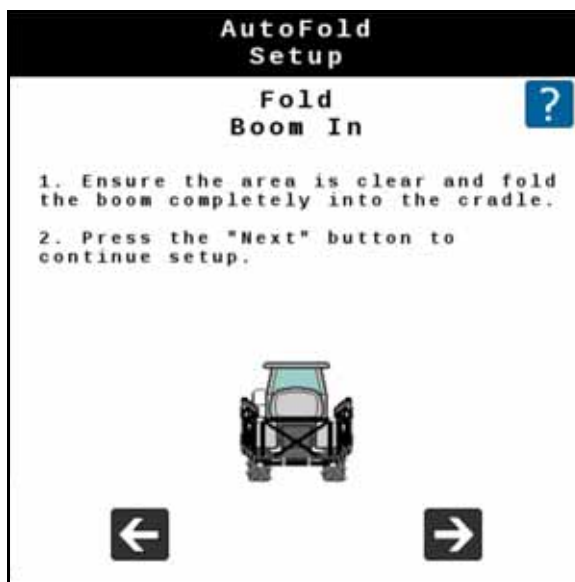 AutoFold
Setup
Fold
Boom In
?
1. Ensure the area is clear and fold
the boom completely into the cradle.
2. Press the "Next" button to
continue setup.